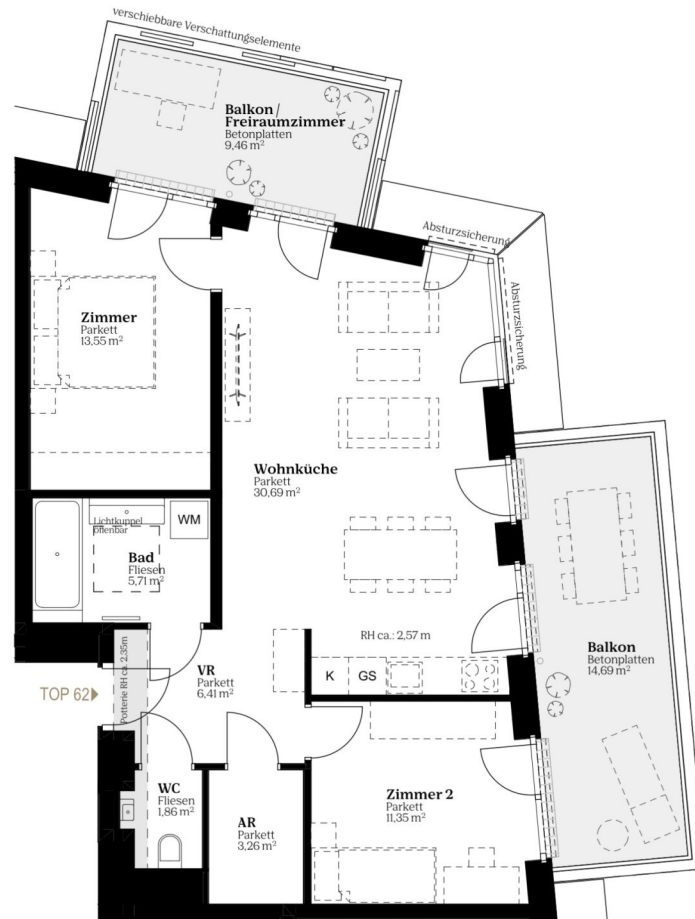 verschiebbare Verschattungselemente
Balkon /
Freiraumzimmer
Betonplatten
9,46 m²
Absturzsicherung
Absturzsicherung
Zimmer
Parkett
13,55 m²
Wohnküche
Parkett
30,69 m²
Lichtkuppel
öffenbar
WM
Bad
Fliesen
5,71 m²
RH ca.: 2,57 m
Balkon
Betonplatten
14,69 m²
K
GS
VR
Parkett
6,41 m²
TOP 62
Potterie RH ca. 2,35m
WC
Fliesen
1,86 m²
AR
Parkett
3,26 m²
Zimmer 2
Parkett
11,35 m²